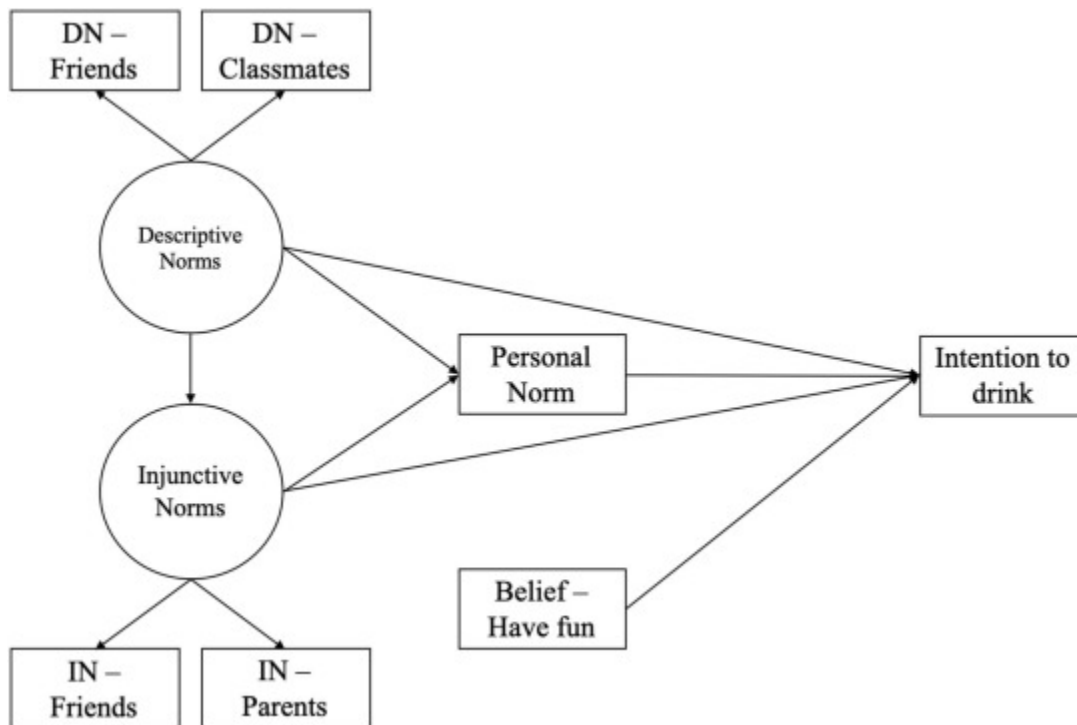 DN –
Friends
DN –
Classmates
Descriptive
Norms
Personal
Norm
Intention to
drink
Injunctive
Norms
Belief –
Have fun
IN –
Friends
IN –
Parents